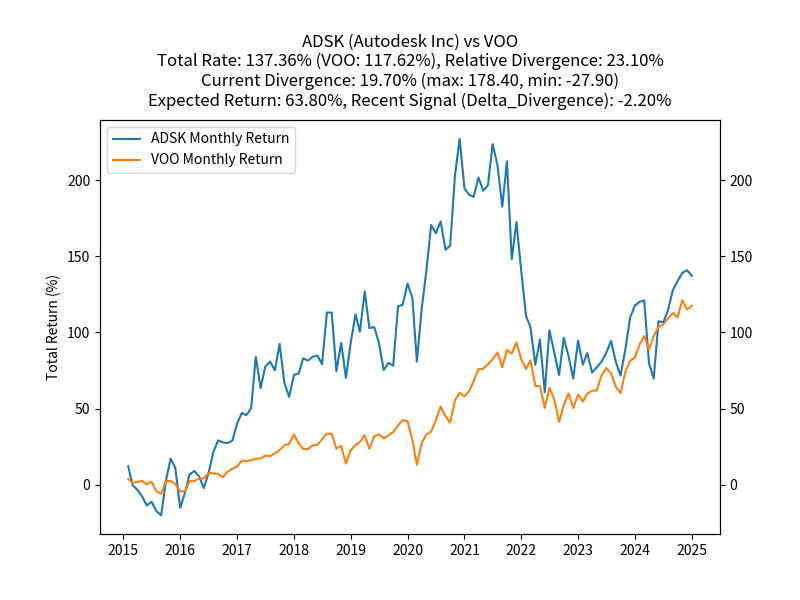 ADSK (Autodesk Inc) vs VOO
Total Rate: 137.36% (VOO: 117.62%), Relative Divergence: 23.10%
Current Divergence: 19.70% (max: 178.40, min: -27.90)
Expected Return: 63.80%, Recent Signal (Delta_Divergence): -2.20%
ADSK Monthly Return
VOO Monthly Return
Total Return (%)
200
150
100
50
0
200
150
100
50
0
2015 2016 2017 2018 2019 2020 2021 2022 2023 2024 2025